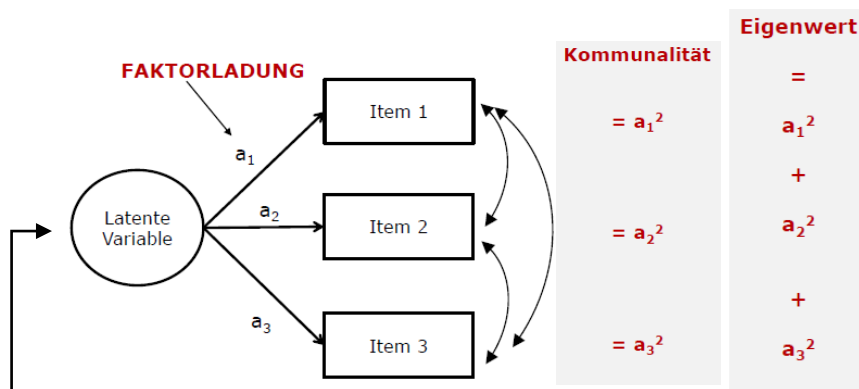 Eigenwert
Kommunalität
=
FAKTORLADUNG
Item 1
= a₁²
a₁²
a₁
+
Latente
Variable
a₂
Item 2
= a₂²
a₂²
+
a₃
Item 3
= a₃²
a₃²